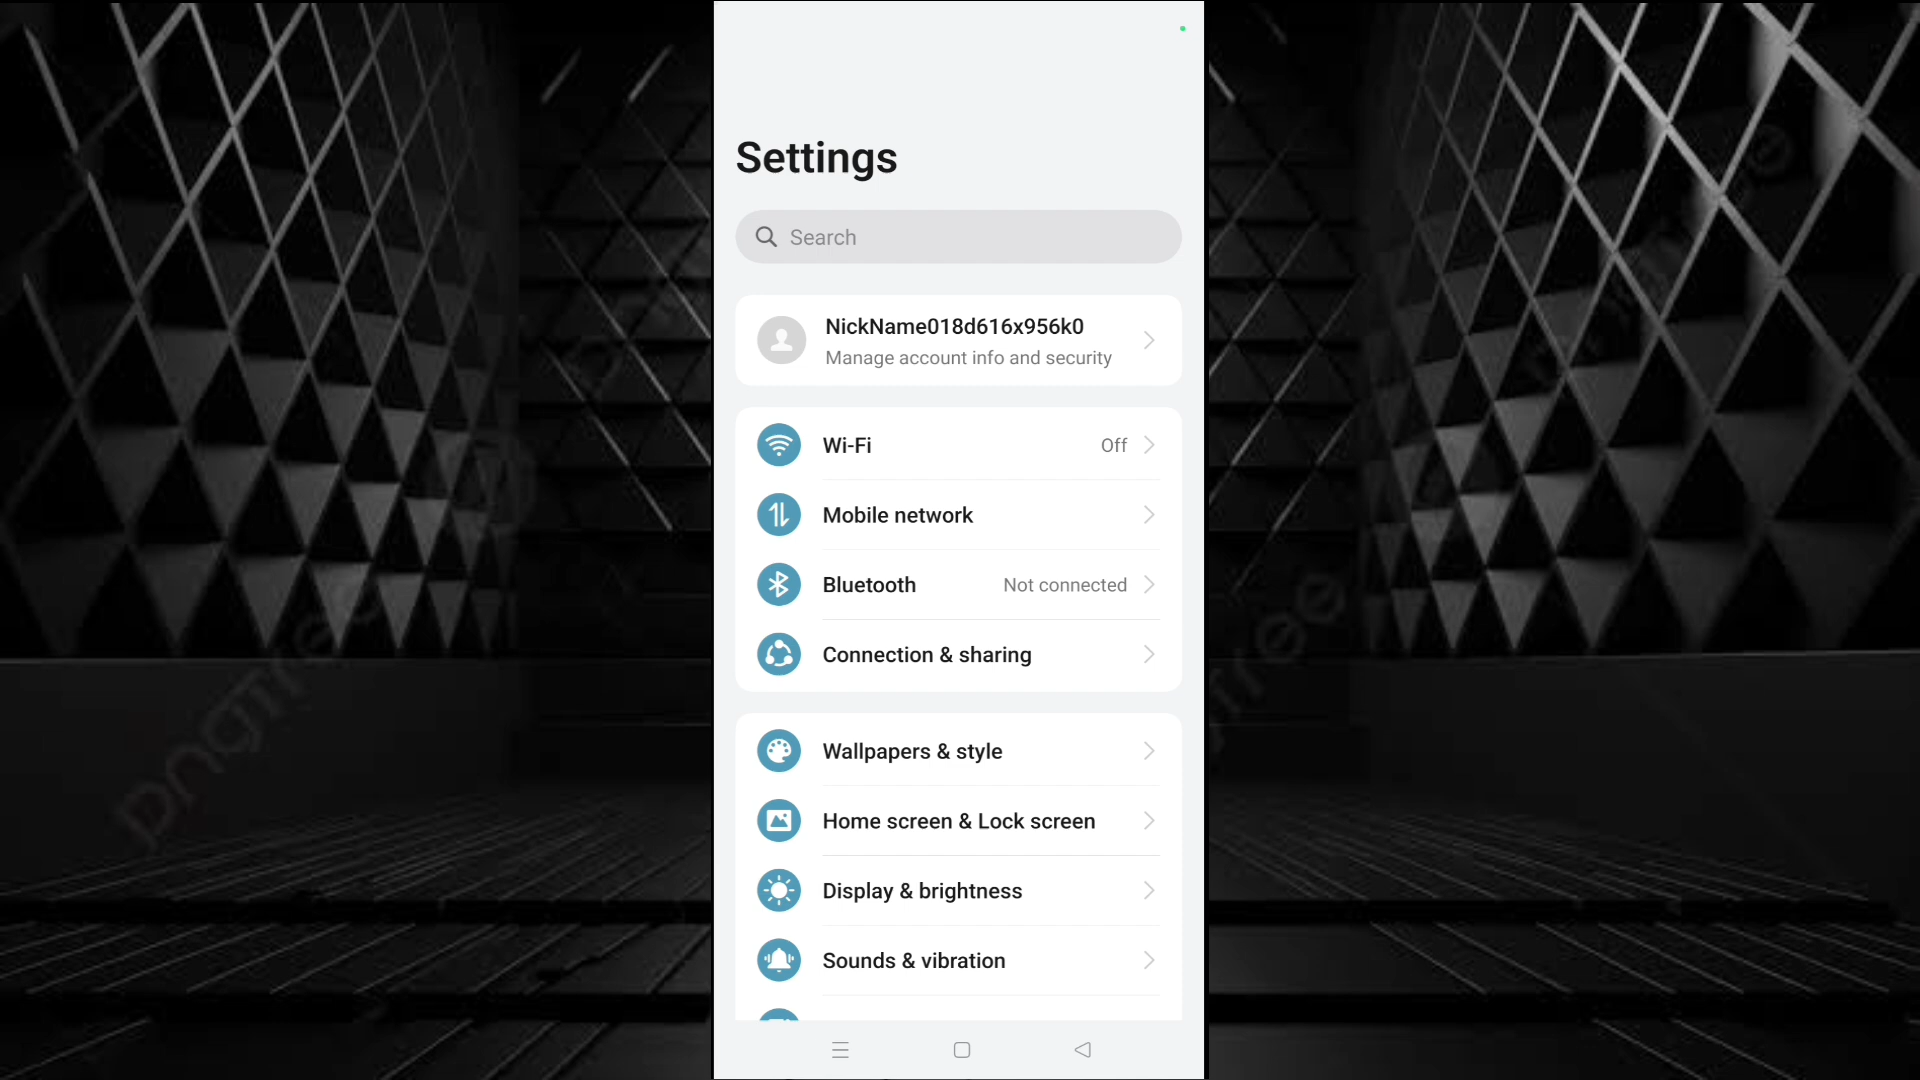 Settings
Search
NickName018d616x956k0
Manage account info and security
Wi-Fi Off
Mobile network
Bluetooth Not connected
Connection & sharing
Wallpapers & style
Home screen & Lock screen
Display & brightness
Sounds & vibration
pngtree